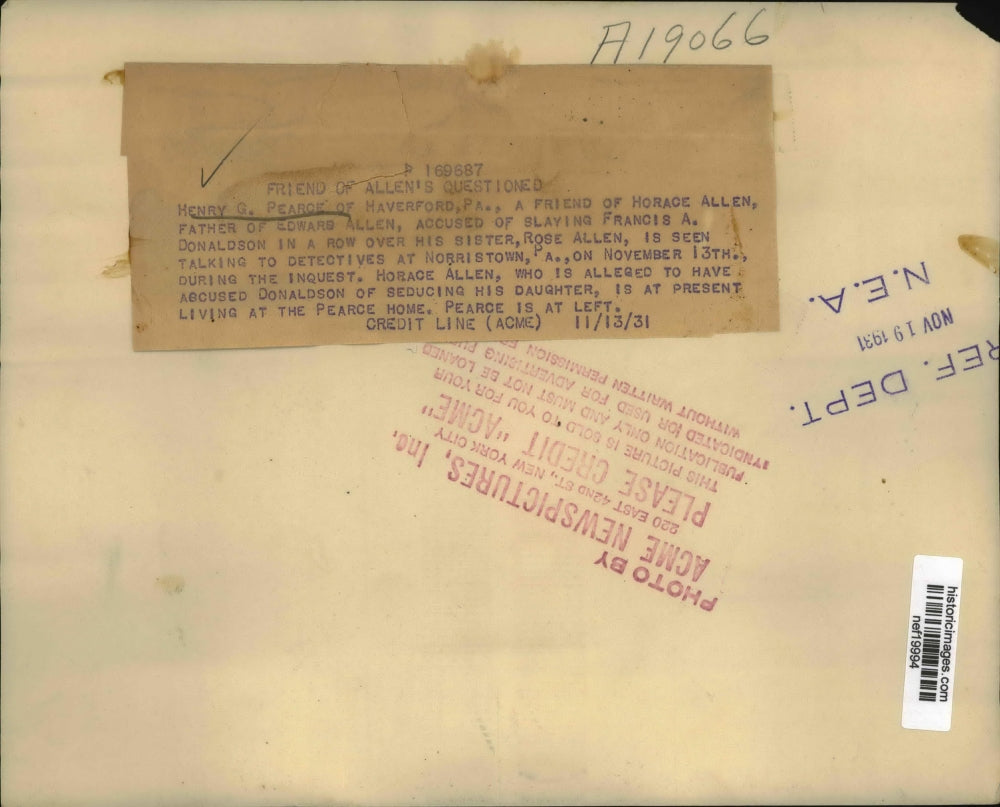 A19066
P 169687
FRIEND OF ALLEN'S QUESTIONED
HENRY G. PEARCE OF HAVERFORD,PA., A FRIEND OF HORACE ALLEN,
FATHER OF EDWARD ALLEN, ACCUSED OF SLAYING FRANCIS A.
DONALDSON IN A ROW OVER HIS SISTER,ROSE ALLEN, IS SEEN
TALKING TO DETECTIVES AT NORRISTOWN,PA.,ON NOVEMBER 13TH.,
DURING THE INQUEST. HORACE ALLEN, WHO IS ALLEGED TO HAVE
ACCUSED DONALDSON OF SEDUCING HIS DAUGHTER, IS AT PRESENT
LIVING AT THE PEARCE HOME. PEARCE IS AT LEFT.
CREDIT LINE (ACME) 11/13/31
REF. DEPT.
NOV 19 1931
N.E.A.
PHOTO BY
ACME NEWSPICTURES, Inc.
220 EAST 42ND ST., NEW YORK CITY
PLEASE CREDIT "ACME"
THIS PICTURE IS SOLD TO YOU FOR YOUR
PUBLICATION ONLY AND MUST NOT BE LOANED
SYNDICATED OR USED FOR ADVERTISING
WITHOUT WRITTEN PERMISSION
historicimages.com
nef19994